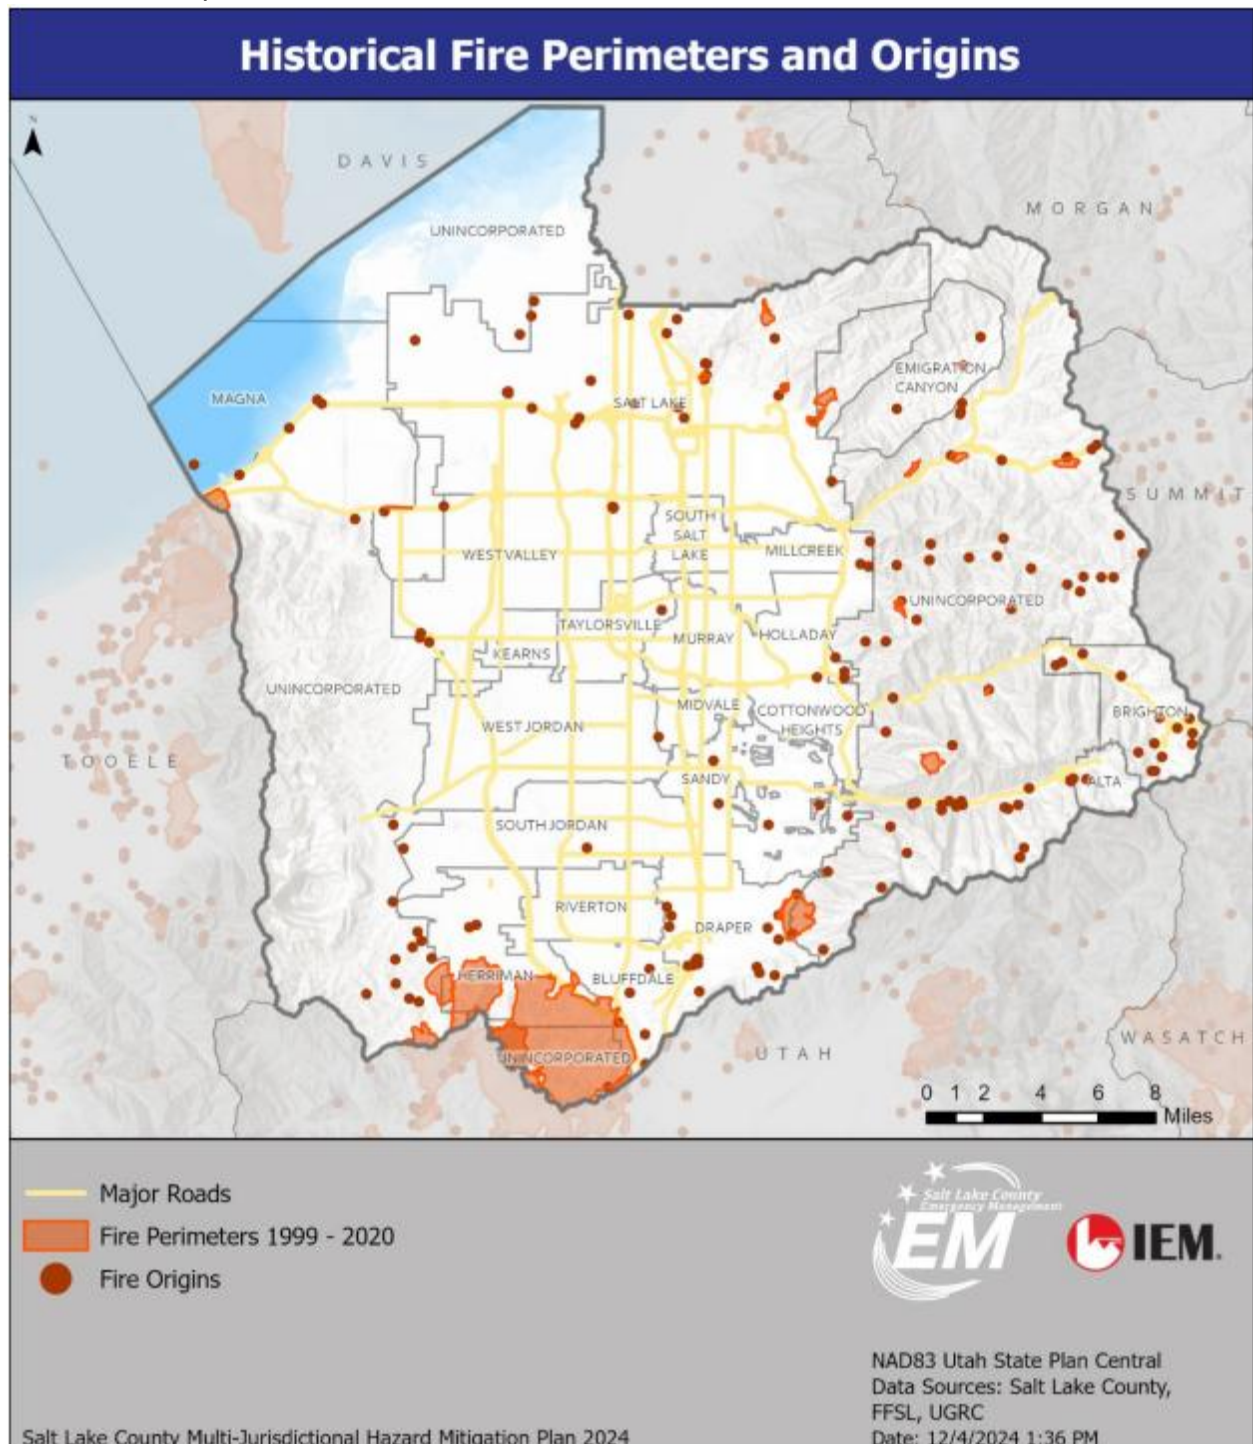 Historical Fire Perimeters and Origins
N
DAVIS
MORGAN
UNINCORPORATED
EMIGRATION
CANYON
MAGNA
SALT LAKE
SUMMIT
SOUTH
SALT
LAKE
WEST VALLEY
MILLCREEK
UNINCORPORATED
TAYLORSVILLE
MURRAY
HOLLADAY
KEARNS
UNINCORPORATED
MIDVALE
COTTONWOOD
HEIGHTS
BRIGHTON
WEST JORDAN
TOOELE
SANDY
ALTA
SOUTH JORDAN
RIVERTON
DRAPER
HERRIMAN
BLUFFDALE
UNINCORPORATED
UTAH
WASATCH
0 1 2 4 6 8
Miles
Major Roads
Fire Perimeters 1999 - 2020
Fire Origins
Salt Lake County
Emergency Management
EM
IEM.
NAD83 Utah State Plan Central
Data Sources: Salt Lake County,
FFSL, UGRC
Date: 12/4/2024 1:36 PM
Salt Lake County Multi-Jurisdictional Hazard Mitigation Plan 2024